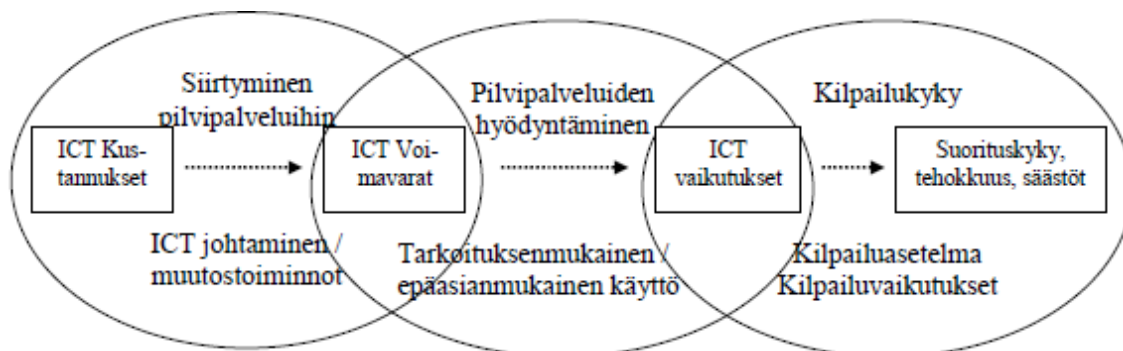 Siirtyminen
pilvipalveluihin
ICT Kus-
tannukset
ICT johtaminen /
muutostoiminnot
ICT Voi-
mavarat
Pilvipalveluiden
hyödyntäminen
Tarkoituksenmukainen /
epäasianmukainen käyttö
ICT
vaikutukset
Kilpailukyky
Suorituskyky,
tehokkuus, säästöt
Kilpailuasetelma
Kilpailuvaikutukset